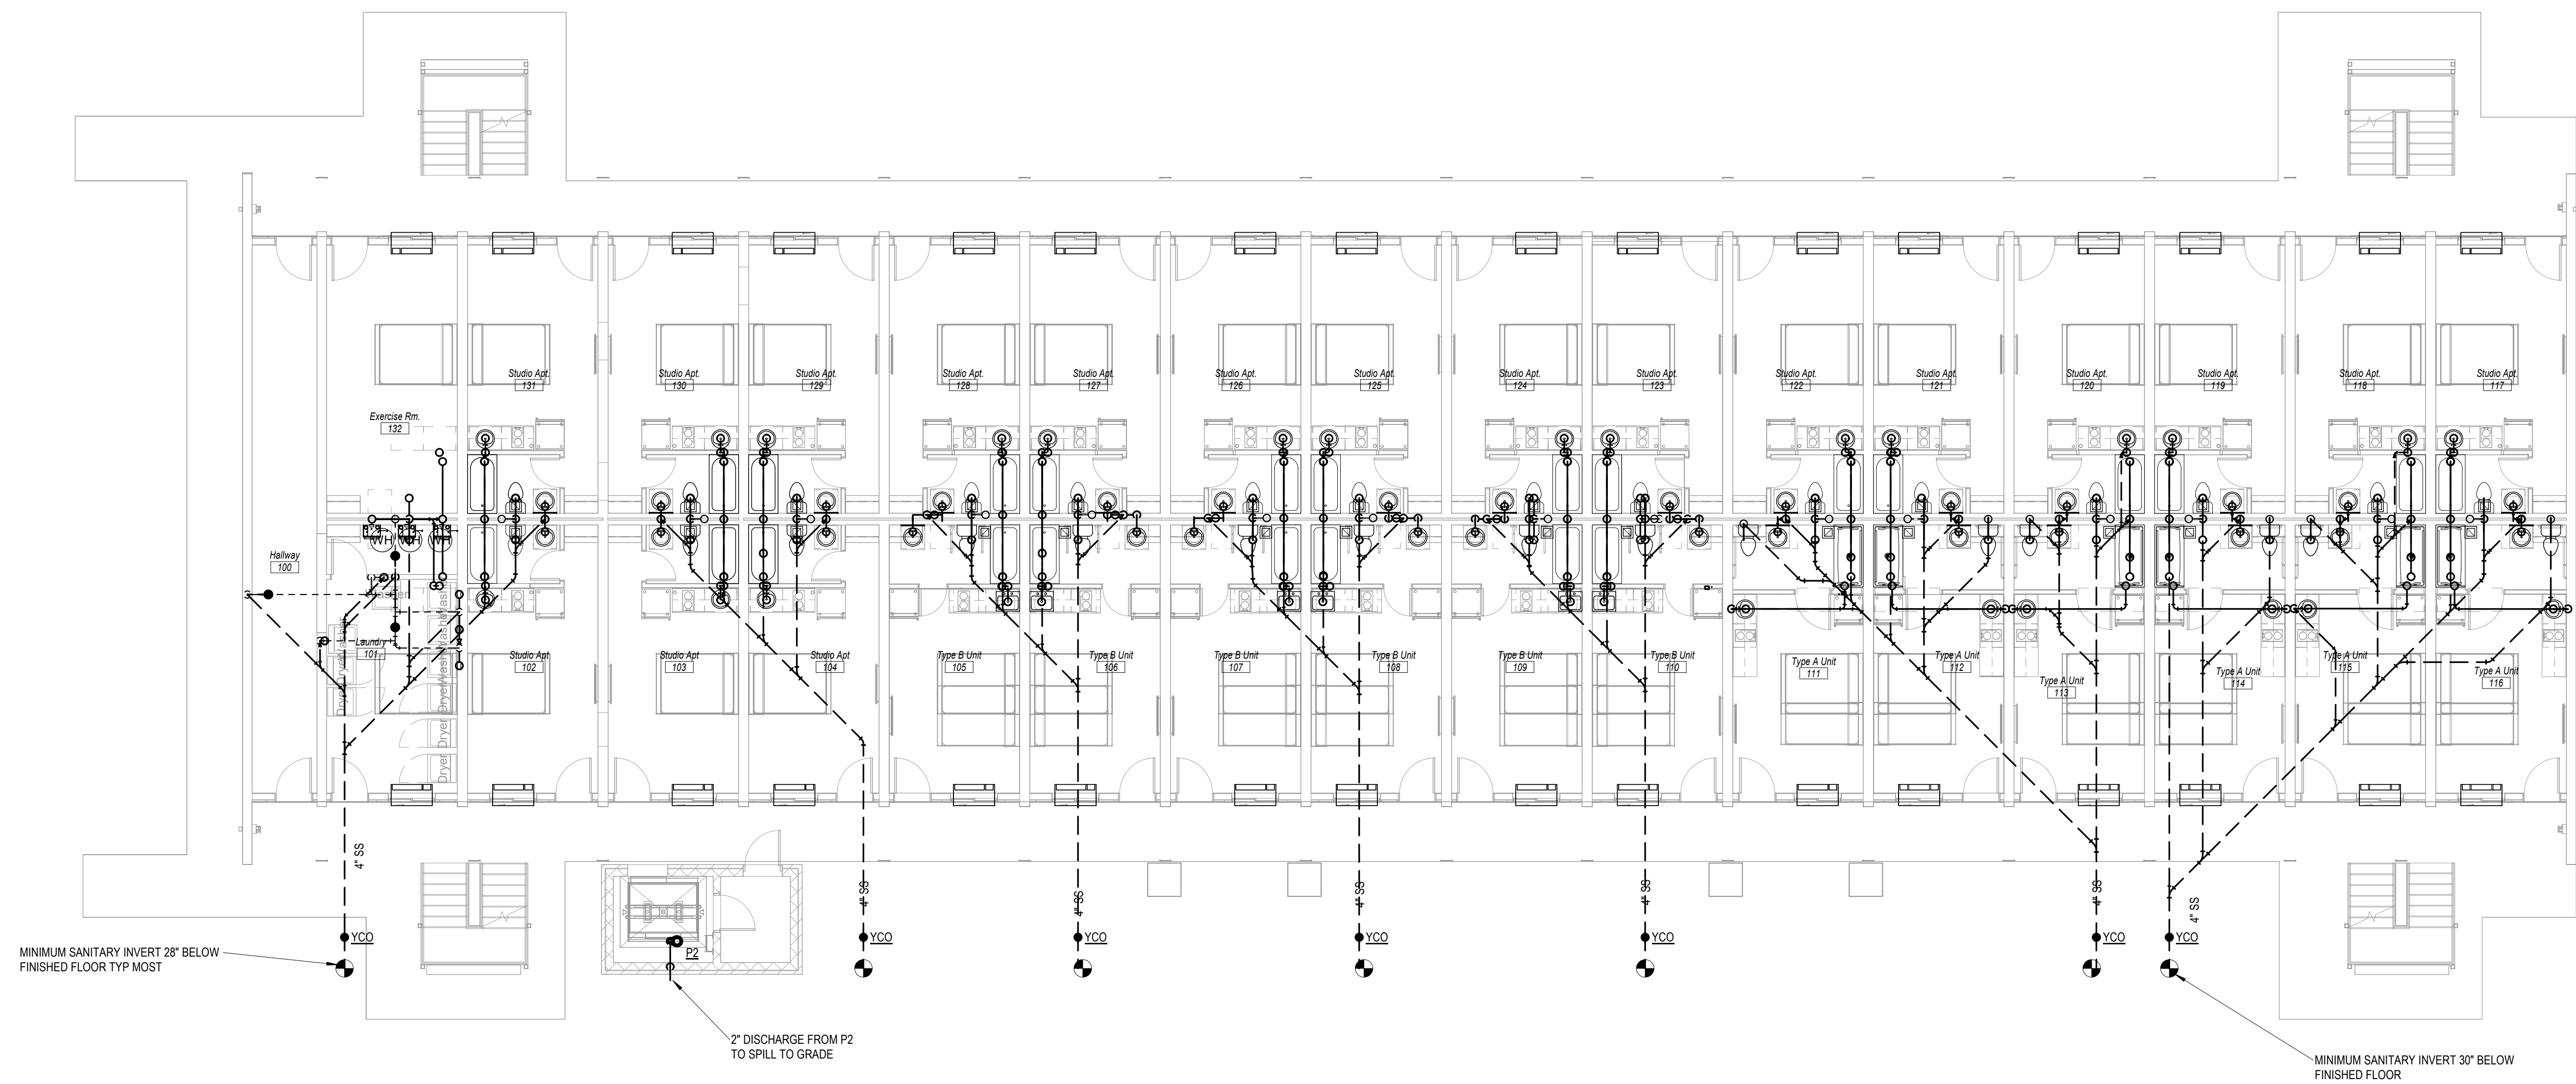 Studio Apt.
131
Studio Apt.
130
Studio Apt.
129
Studio Apt.
128
Studio Apt.
127
Studio Apt.
126
Studio Apt.
125
Studio Apt.
124
Studio Apt.
123
Studio Apt.
122
Studio Apt.
121
Studio Apt.
120
Studio Apt.
119
Studio Apt.
118
Studio Apt.
117
Exercise Rm.
132
WH
WH
WH
Hallway
100
Washer
Washer
Washer
Laundry
101
Dryer
Dryer
Dryer
Dryer
Dryer
Studio Apt
102
Studio Apt
103
Studio Apt
104
Type B Unit
105
Type B Unit
106
Type B Unit
107
Type B Unit
108
Type B Unit
109
Type B Unit
110
Type A Unit
111
Type A Unit
112
Type A Unit
113
Type A Unit
114
Type A Unit
115
Type A Unit
116
4" SS
4" SS
4" SS
4" SS
4" SS
4" SS
4" SS
YCO
YCO
YCO
YCO
YCO
YCO
YCO
P2
MINIMUM SANITARY INVERT 28" BELOW
FINISHED FLOOR TYP MOST
2" DISCHARGE FROM P2
TO SPILL TO GRADE
MINIMUM SANITARY INVERT 30" BELOW
FINISHED FLOOR